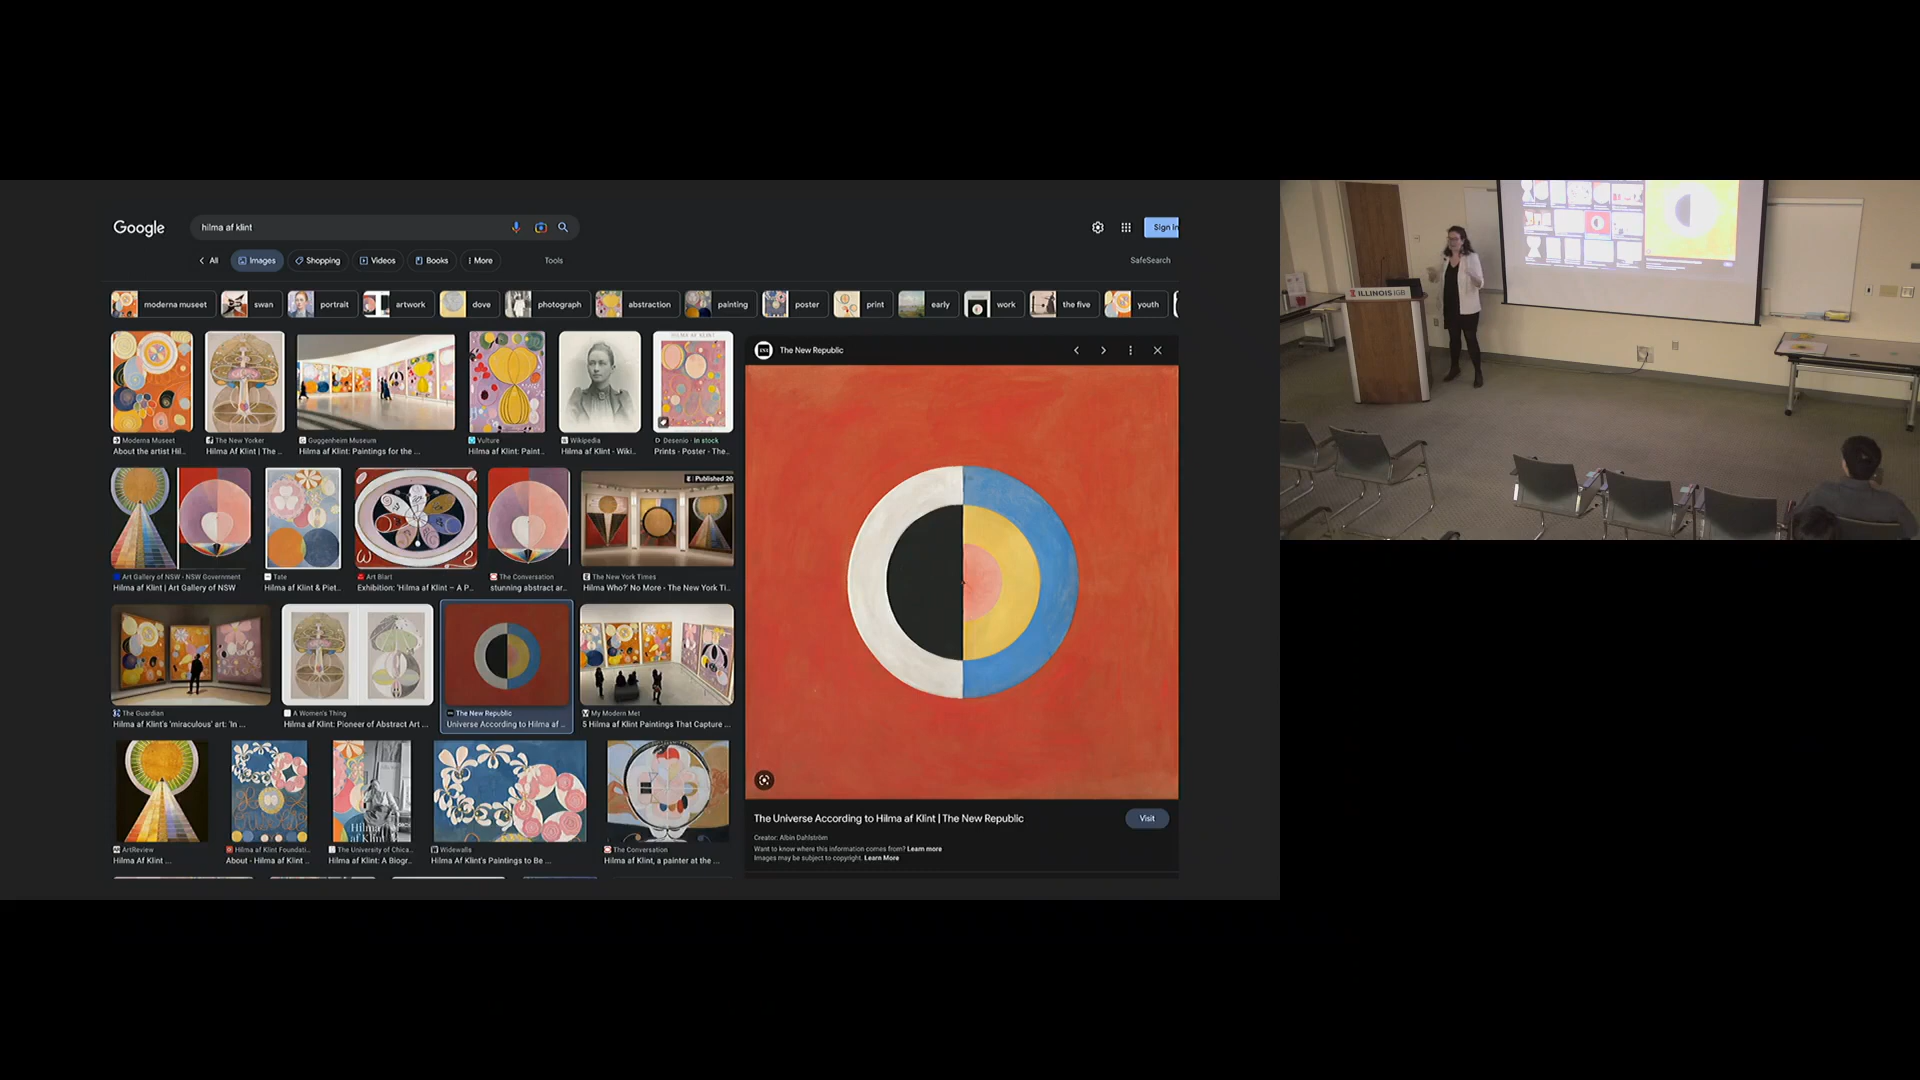 Google
hilma af klint
Sign in
All
Images
Shopping
Videos
Books
More
Tools
SafeSearch
moderna museet
swan
portrait
artwork
dove
photograph
abstraction
painting
poster
print
early
work
the five
youth
Moderna Museet
About the artist Hil...
The New Yorker
Hilma Af Klint | The ...
Guggenheim Museum
Hilma af Klint: Paintings for the ...
Vulture
Hilma af Klint: Paint...
Wikipedia
Hilma af Klint - Wiki...
Desenio · In stock
Prints - Poster - The...
Art Gallery of NSW - NSW Government
Hilma af Klint | Art Gallery of NSW
Tate
Hilma af Klint & Piet...
Art Blart
Exhibition: 'Hilma af Klint – A P...
The Conversation
stunning abstract ar...
Published 20
The New York Times
Hilma Who?' No More - The New York Ti...
The Guardian
Hilma af Klint's 'miraculous' art: 'In ...
A Women's Thing
Hilma af Klint: Pioneer of Abstract Art ...
The New Republic
Universe According to Hilma af ...
My Modern Met
5 Hilma af Klint Paintings That Capture ...
ArtReview
Hilma Af Klint ...
Hilma af Klint Foundati...
About - Hilma af Klint ...
Hilma
af Klint
The University of Chica...
Hilma af Klint: A Biogr...
Widewalls
Hilma Af Klint's Paintings to Be ...
The Conversation
Hilma af Klint, a painter at the ...
The New Republic
The Universe According to Hilma af Klint | The New Republic
Visit
Creator: Albin Dahlström
Want to know where this information comes from? Learn more
Images may be subject to copyright. Learn More
ILLINOIS IGB